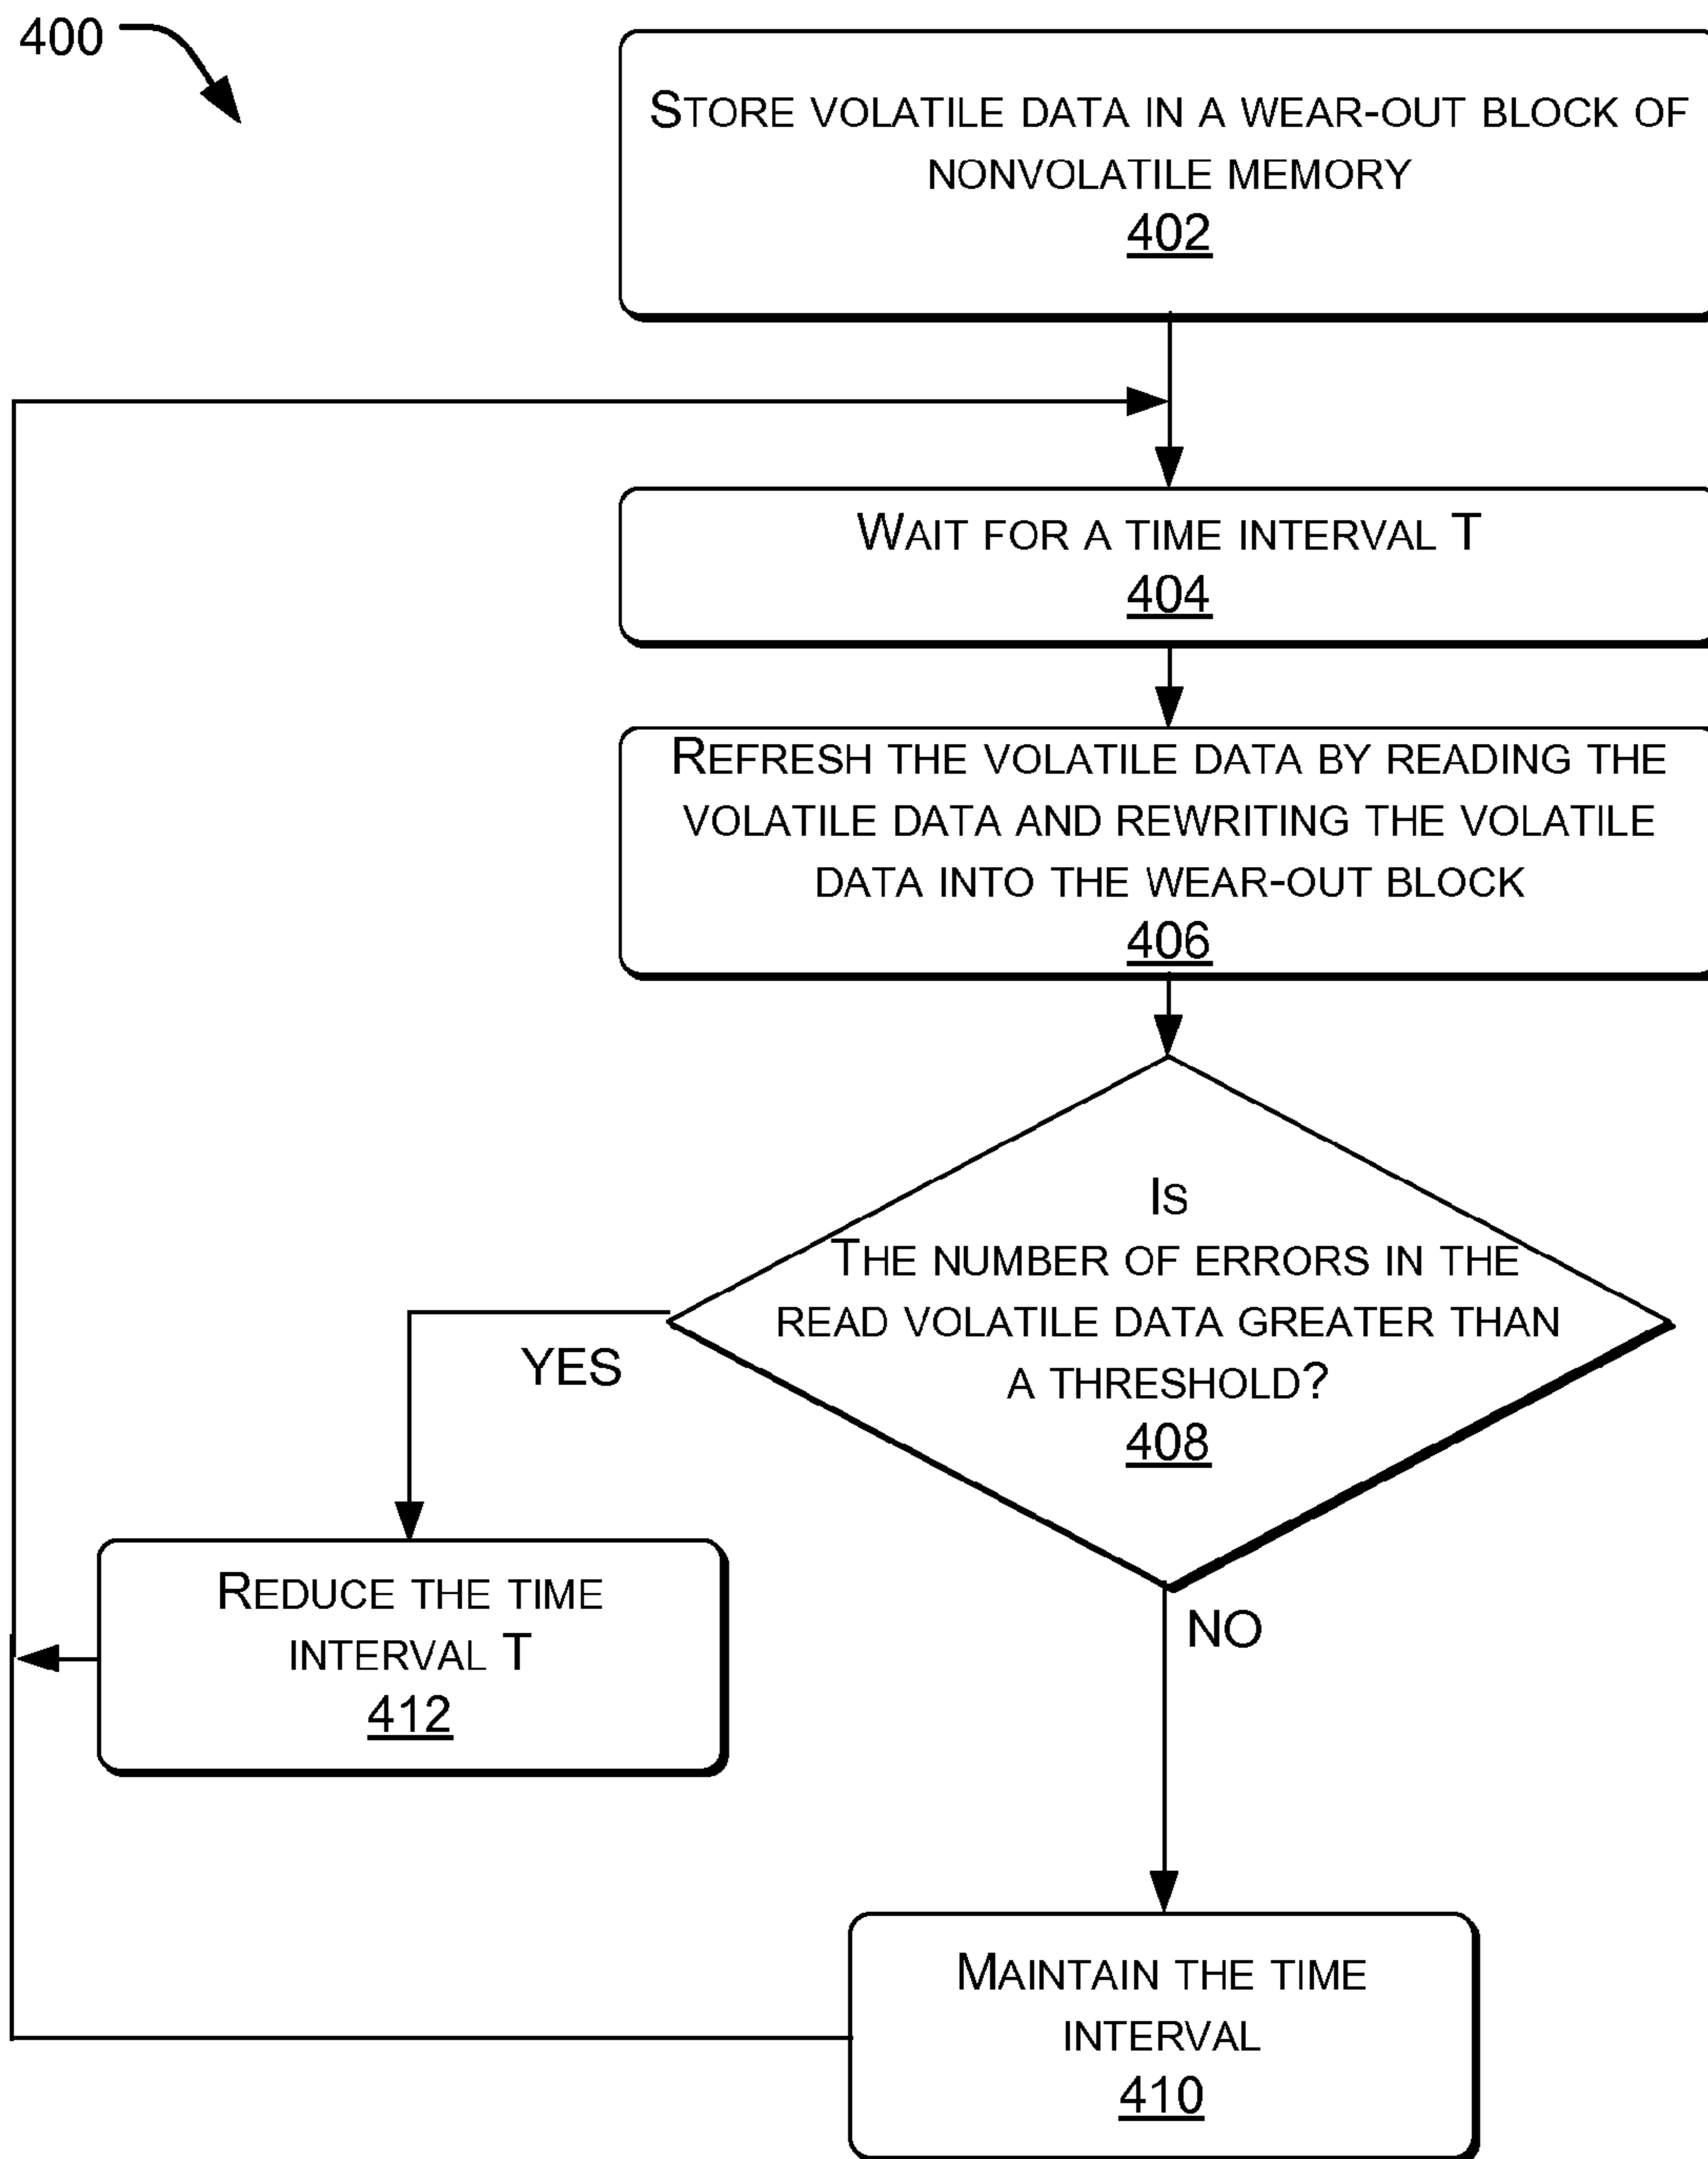 400
STORE VOLATILE DATA IN A WEAR-OUT BLOCK OF
NONVOLATILE MEMORY
402
WAIT FOR A TIME INTERVAL T
404
REFRESH THE VOLATILE DATA BY READING THE
VOLATILE DATA AND REWRITING THE VOLATILE
DATA INTO THE WEAR-OUT BLOCK
406
IS
THE NUMBER OF ERRORS IN THE
READ VOLATILE DATA GREATER THAN
A THRESHOLD?
408
YES
REDUCE THE TIME
INTERVAL T
412
NO
MAINTAIN THE TIME
INTERVAL
410